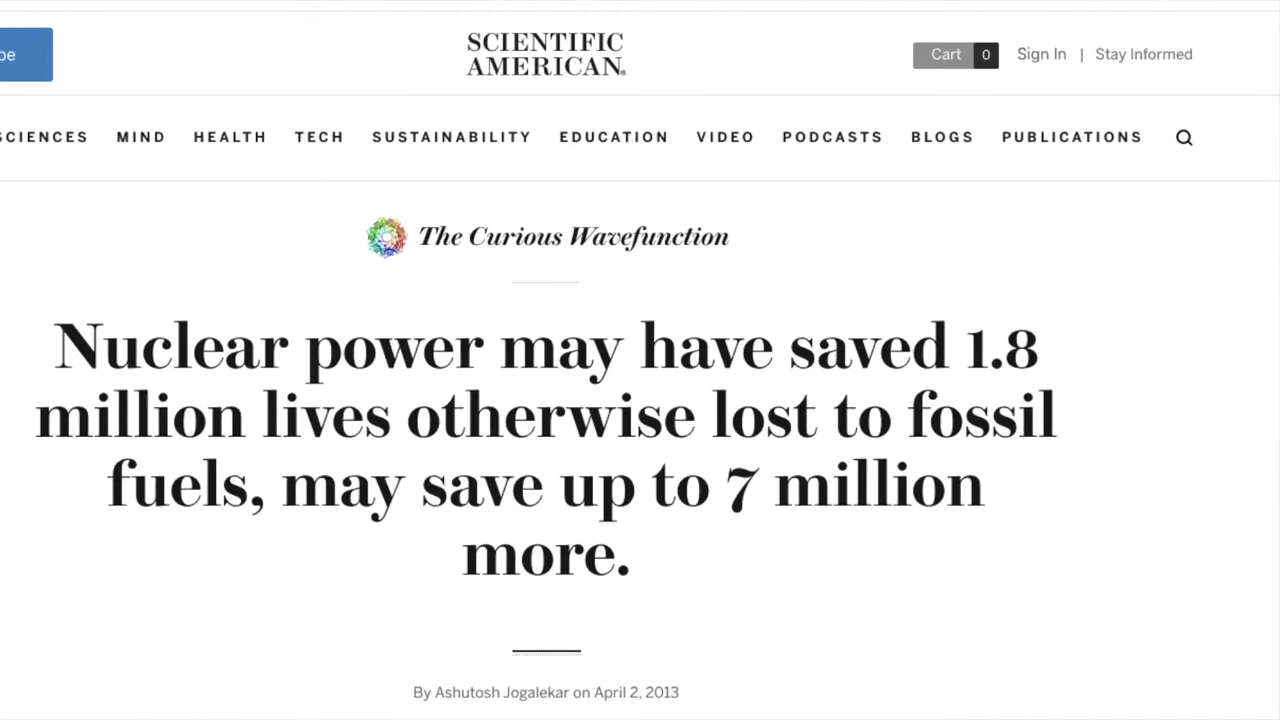 SCIENTIFIC
AMERICAN®
Cart 0 Sign In | Stay Informed
MIND HEALTH TECH SUSTAINABILITY EDUCATION VIDEO PODCASTS BLOGS PUBLICATIONS
The Curious Wavefunction
Nuclear power may have saved 1.8
million lives otherwise lost to fossil
fuels, may save up to 7 million
more.
By Ashutosh Jogalekar on April 2, 2013